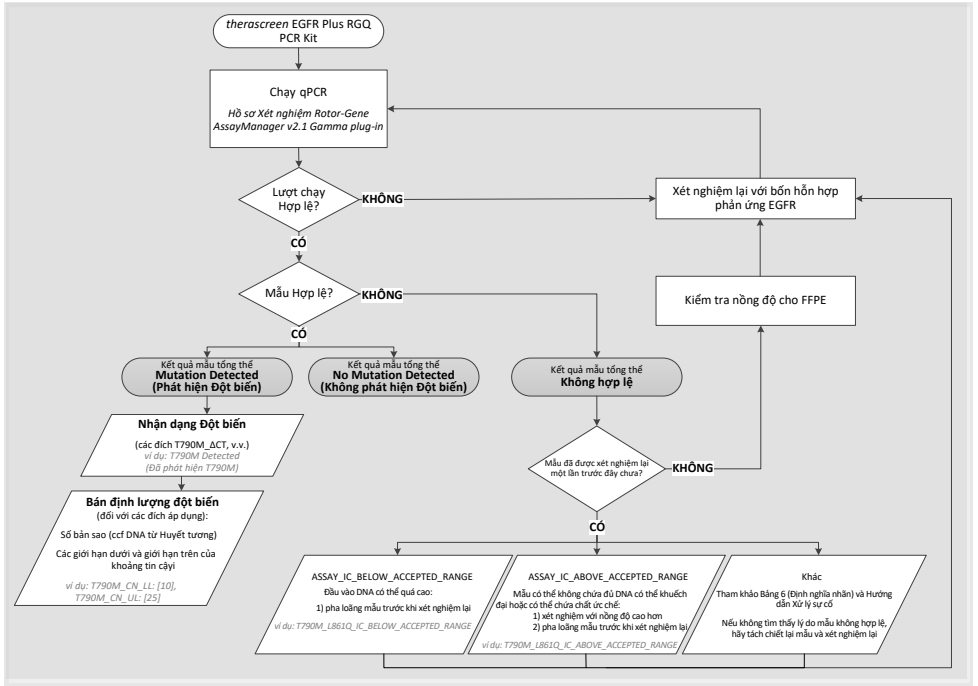 therascreen EGFR Plus RGQ
PCR Kit
Chạy qPCR
Hồ sơ Xét nghiệm Rotor-Gene
AssayManager v2.1 Gamma plug-in
Lượt chạy
Hợp lệ?
KHÔNG
Xét nghiệm lại với bốn hỗn hợp
phản ứng EGFR
CÓ
Mẫu Hợp lệ?
KHÔNG
Kiểm tra nồng độ cho FFPE
CÓ
Kết quả mẫu tổng thể
Mutation Detected
(Phát hiện Đột biến)
Kết quả mẫu tổng thể
No Mutation Detected
(Không phát hiện Đột biến)
Kết quả mẫu tổng thể
Không hợp lệ
Nhận dạng Đột biến
(các đích T790M_ΔCT, v.v.)
ví dụ: T790M Detected
(Đã phát hiện T790M)
Mẫu đã được xét nghiệm lại
một lần trước đây chưa?
KHÔNG
Bán định lượng đột biến
(đối với các đích áp dụng):
Số bản sao (ccf DNA từ Huyết tương)
Các giới hạn dưới và giới hạn trên của
khoảng tin cậyi
ví dụ: T790M_CN_LL: [10],
T790M_CN_UL: [25]
CÓ
ASSAY_IC_BELOW_ACCEPTED_RANGE
Đầu vào DNA có thể quá cao:
1) pha loãng mẫu trước khi xét nghiệm lại
ví dụ: T790M_L861Q_IC_BELOW_ACCEPTED_RANGE
ASSAY_IC_ABOVE_ACCEPTED_RANGE
Mẫu có thể không chứa đủ DNA có thể khuếch
đại hoặc có thể chứa chất ức chế:
1) xét nghiệm với nồng độ cao hơn
2) pha loãng mẫu trước khi xét nghiệm lại
ví dụ: T790M_L861Q_IC_ABOVE_ACCEPTED_RANGE
Khác
Tham khảo Bảng 6 (Định nghĩa nhãn) và Hướng
dẫn Xử lý sự cố
Nếu không tìm thấy lý do mẫu không hợp lệ,
hãy tách chiết lại mẫu và xét nghiệm lại